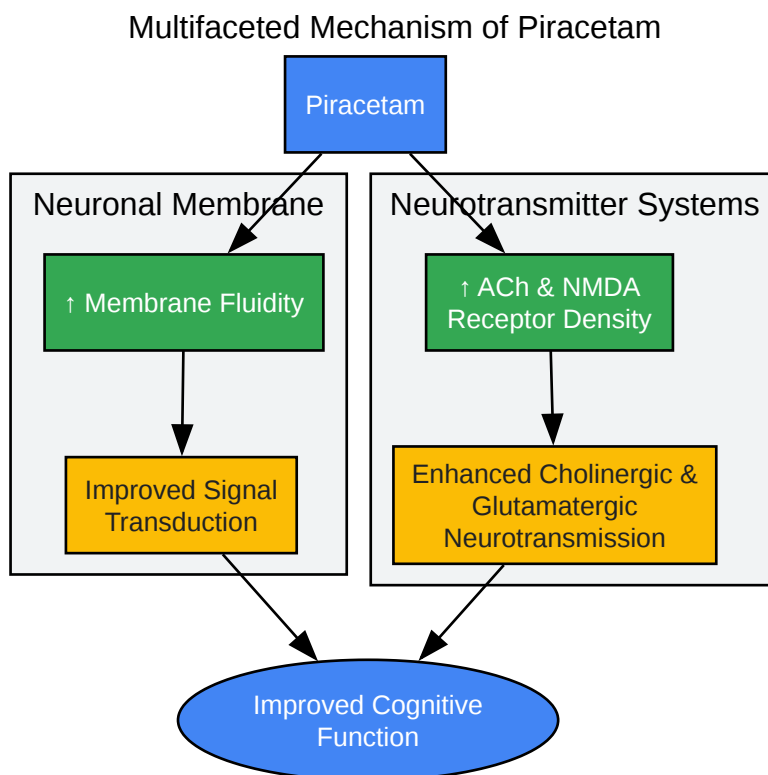 Multifaceted Mechanism of Piracetam
Piracetam
Neuronal Membrane
Neurotransmitter Systems
↑ Membrane Fluidity
↑ ACh & NMDA
Receptor Density
Improved Signal
Transduction
Enhanced Cholinergic &
Glutamatergic
Neurotransmission
Improved Cognitive
Function